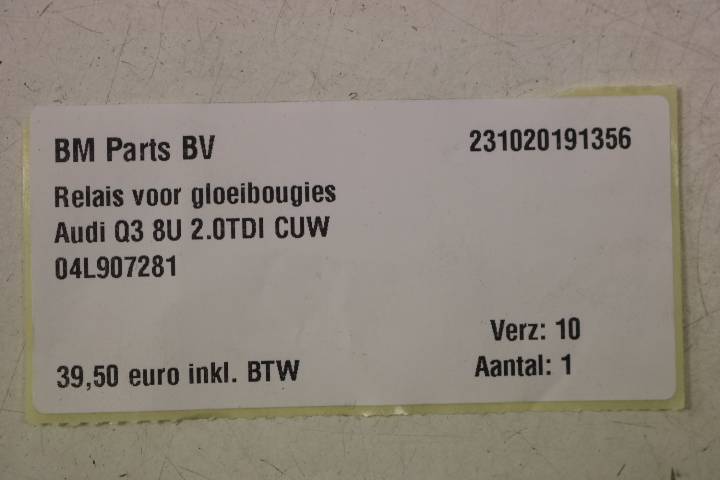 BM Parts BV 231020191356
Relais voor gloeibougies
Audi Q3 8U 2.0TDI CUW
04L907281
Verz: 10
39,50 euro inkl. BTW Aantal: 1